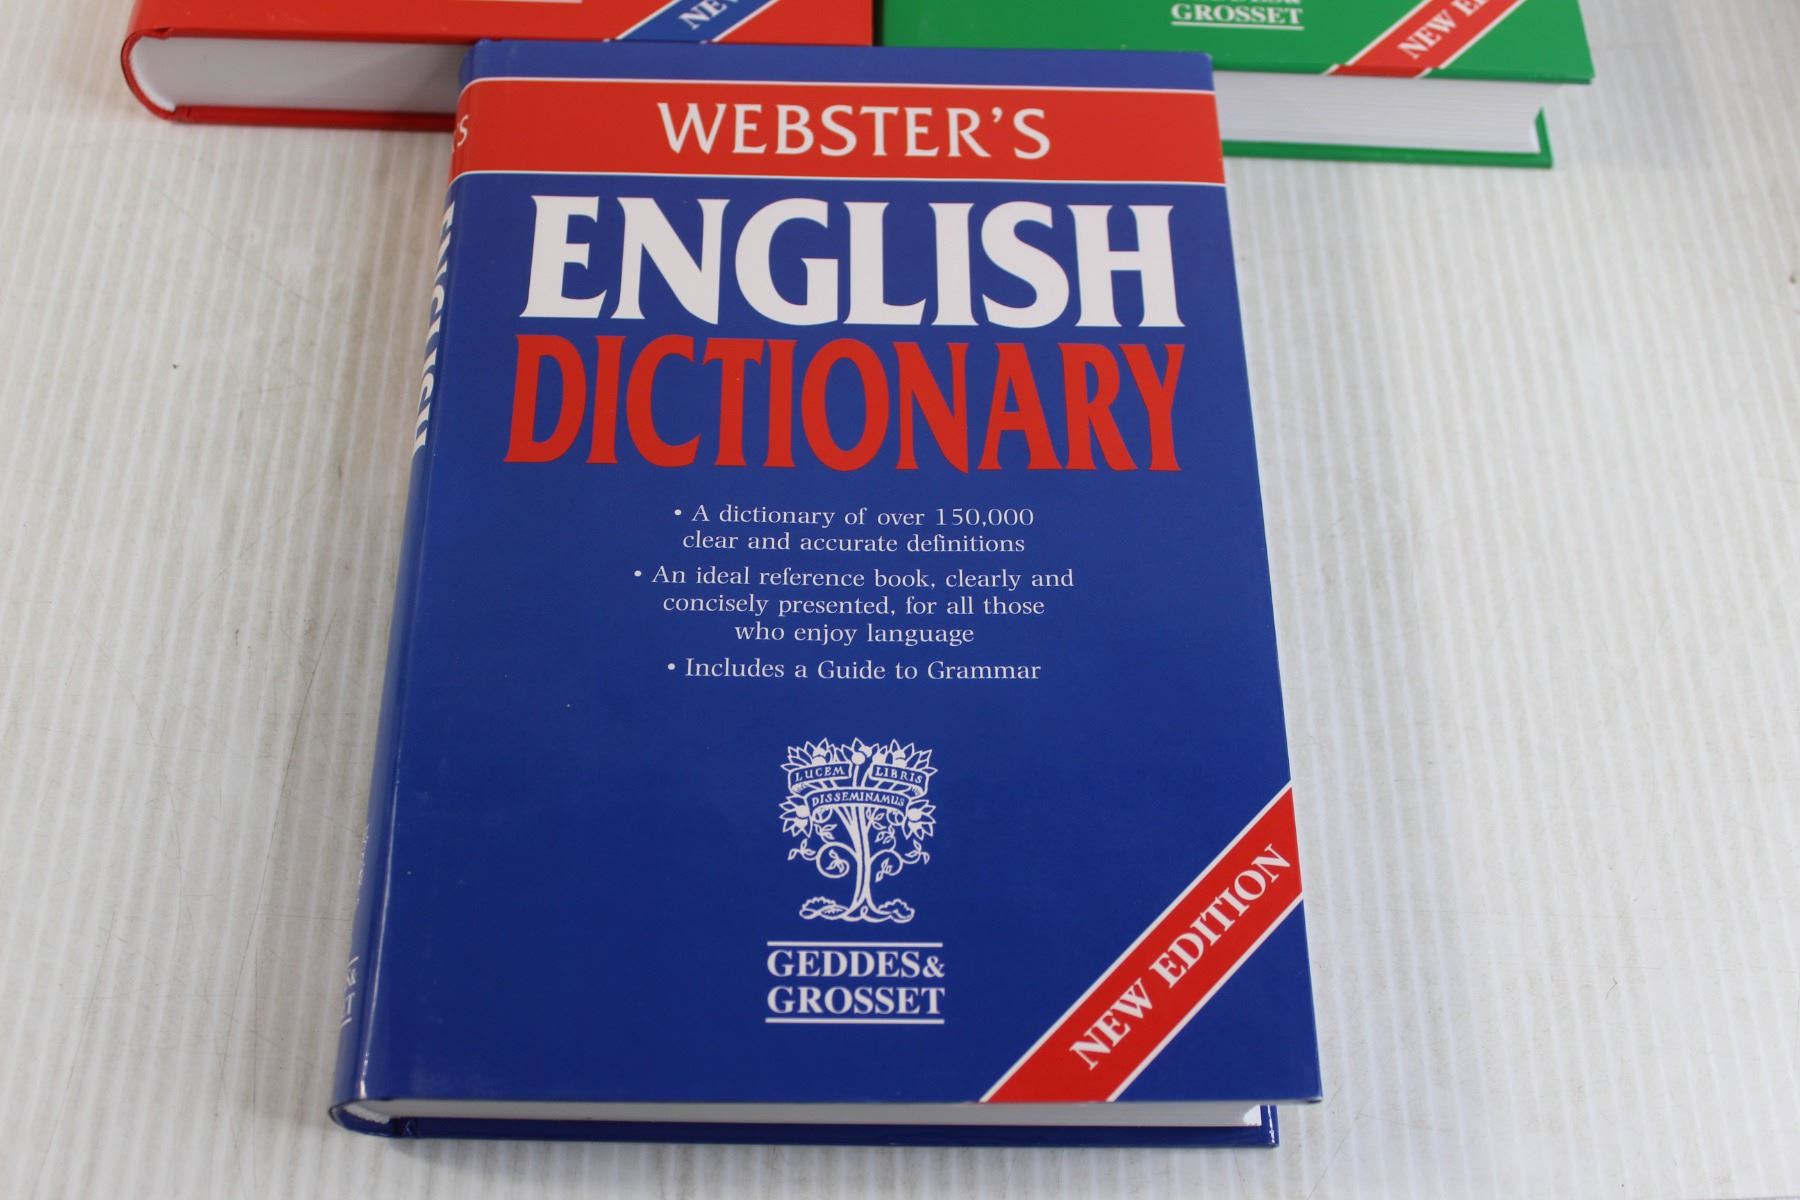 NEW
GEDDES&
GROSSET
NEW
WEBSTER'S
ENGLISH
DICTIONARY
• A dictionary of over 150,000
clear and accurate definitions
• An ideal reference book, clearly and
concisely presented, for all those
who enjoy language
• Includes a Guide to Grammar
LUCEM LIBRIS
DISSEMINAMUS
GEDDES&
GROSSET
NEW EDITION
ENGLISH